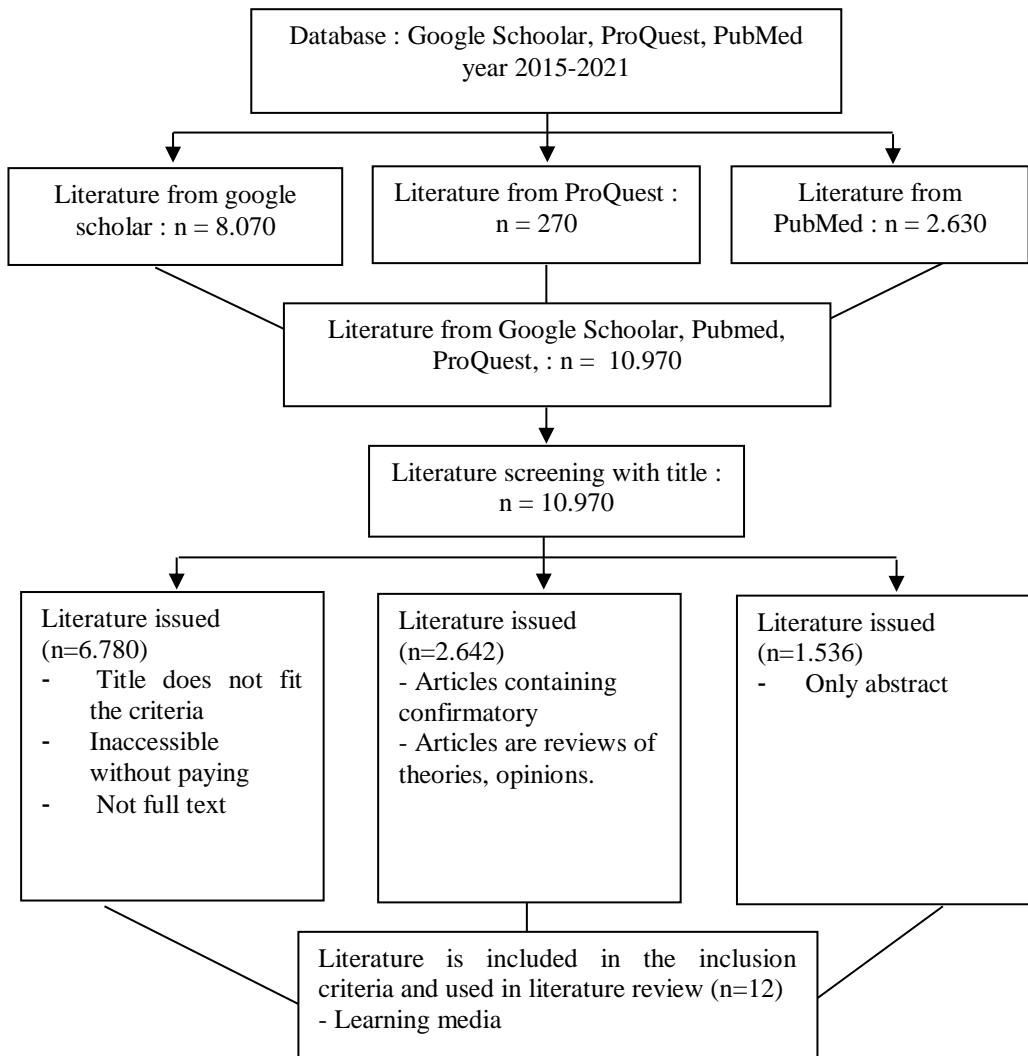 Database : Google Schoolar, ProQuest, PubMed
year 2015-2021
Literature from google
scholar : n = 8.070
Literature from ProQuest :
n = 270
Literature from
PubMed : n = 2.630
Literature from Google Schoolar, Pubmed,
ProQuest, : n = 10.970
Literature screening with title :
n = 10.970
Literature issued
(n=6.780)
- Title does not fit
the criteria
- Inaccessible
without paying
- Not full text
Literature issued
(n=2.642)
- Articles containing
confirmatory
- Articles are reviews of
theories, opinions.
Literature issued
(n=1.536)
- Only abstract
Literature is included in the inclusion
criteria and used in literature review (n=12)
- Learning media